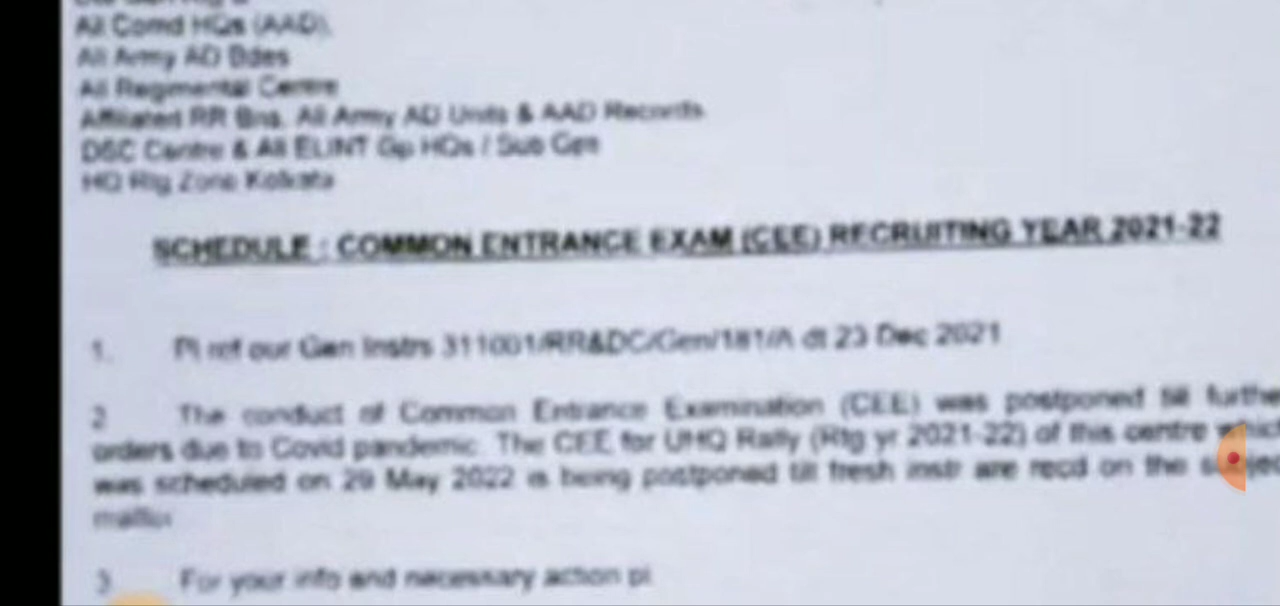 All Comd HQs (AAD),
All Army AD Bdes
All Regimental Centre
Affiliated RR Bns, All Army AD Units & AAD Records
DSC Centre & All ELINT Gp HQs / Sub Gps
HQ Rtg Zone Kolkata
SCHEDULE : COMMON ENTRANCE EXAM (CEE) RECRUITING YEAR 2021-22
1. Pl ref our Gen Instrs 311001/RR&DC/Gen/181/A dt 23 Dec 2021
2 The conduct of Common Entrance Examination (CEE) was postponed till furthe
orders due to Covid pandemic. The CEE for UHQ Rally (Rtg yr 2021-22) of this centre whic
was scheduled on 29 May 2022 is being postponed till fresh instr are recd on the subjec
matter
3 For your info and necessary action pl